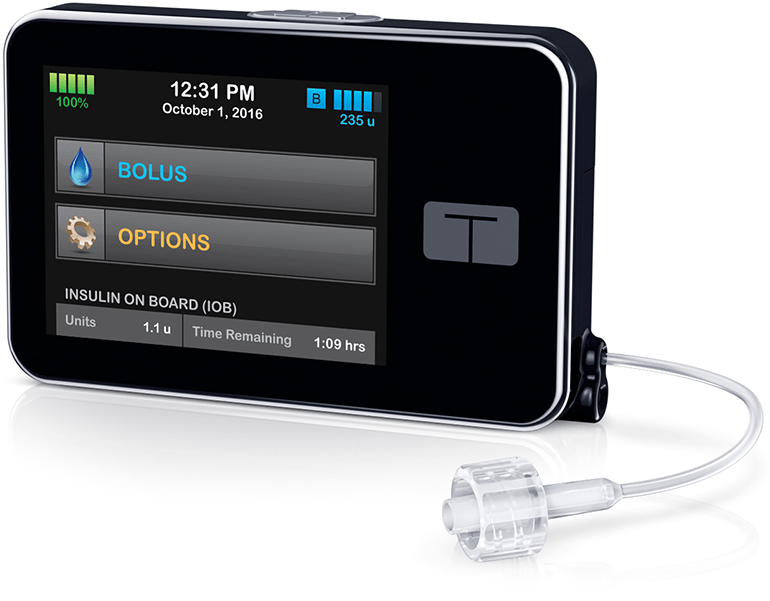 12:31 PM
October 1, 2016
100%
B
235 u
BOLUS
OPTIONS
INSULIN ON BOARD (IOB)
Units 1.1 u Time Remaining 1:09 hrs
T